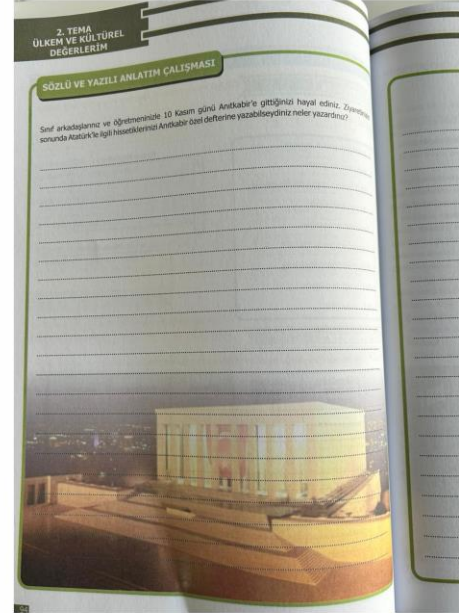 2. TEMA
ÜLKEM VE KÜLTÜREL
DEĞERLERİM
SÖZLÜ VE YAZILI ANLATIM ÇALIŞMASI
Sınıf arkadaşlarınız ve öğretmeninizle 10 Kasım günü Anıtkabir'e gittiğinizi hayal ediniz. Ziyaretinizin
sonunda Atatürk'le ilgili hissettiklerinizi Anıtkabir özel defterine yazabilseydiniz neler yazardınız?
94